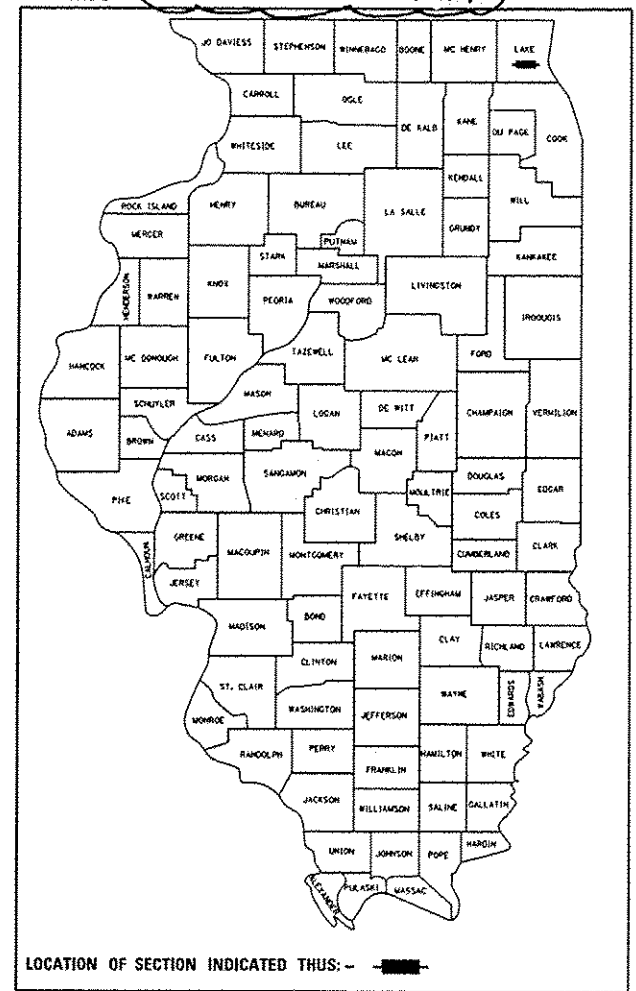 JO DAVIESS STEPHENSON WINNEBAGO BOONE MC HENRY LAKE
CARROLL OGLE DE KALB KANE DU PAGE COOK
WHITESIDE LEE KENDALL WILL
ROCK ISLAND HENRY BUREAU LA SALLE GRUNDY
MERCER PUTNAM KANKAKEE
HENDERSON WARREN KNOX STARK MARSHALL LIVINGSTON
PEORIA WOODFORD IROQUOIS
HANCOCK MC DONOUGH FULTON TAZEWELL MC LEAN FORD
MASON
SCHUYLER LOGAN DE WITT CHAMPAIGN VERMILION
ADAMS BROWN CASS MENARD MACON PIATT
PIKE SCOTT MORGAN SANGAMON MOULTRIE DOUGLAS EDGAR
CHRISTIAN COLES
CALHOUN GREENE MACOUPIN MONTGOMERY SHELBY CUMBERLAND CLARK
JERSEY
FAYETTE EFFINGHAM JASPER CRAWFORD
MADISON BOND
CLINTON MARION CLAY RICHLAND LAWRENCE
ST. CLAIR WAYNE EDWARDS WABASH
MONROE WASHINGTON JEFFERSON
RANDOLPH PERRY HAMILTON WHITE
FRANKLIN
JACKSON WILLIAMSON SALINE GALLATIN
UNION JOHNSON POPE HARDIN
ALEXANDER PULASKI MASSAC
LOCATION OF SECTION INDICATED THUS: -